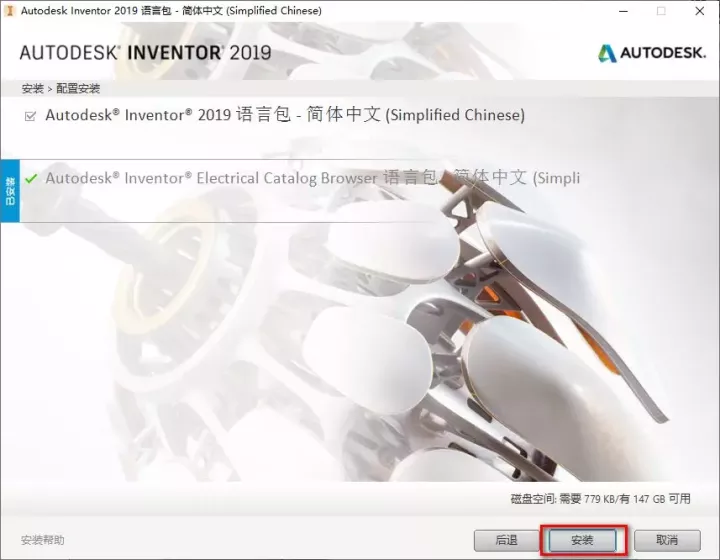 Autodesk Inventor 2019 语言包 - 简体中文 (Simplified Chinese)
AUTODESK® INVENTOR® 2019
AUTODESK.
安装 > 配置安装
Autodesk® Inventor® 2019 语言包 - 简体中文 (Simplified Chinese)
已安装
Autodesk® Inventor® Electrical Catalog Browser 语言包 - 简体中文 (Simpli
磁盘空间: 需要 779 KB/有 147 GB 可用
安装帮助
后退
安装
取消